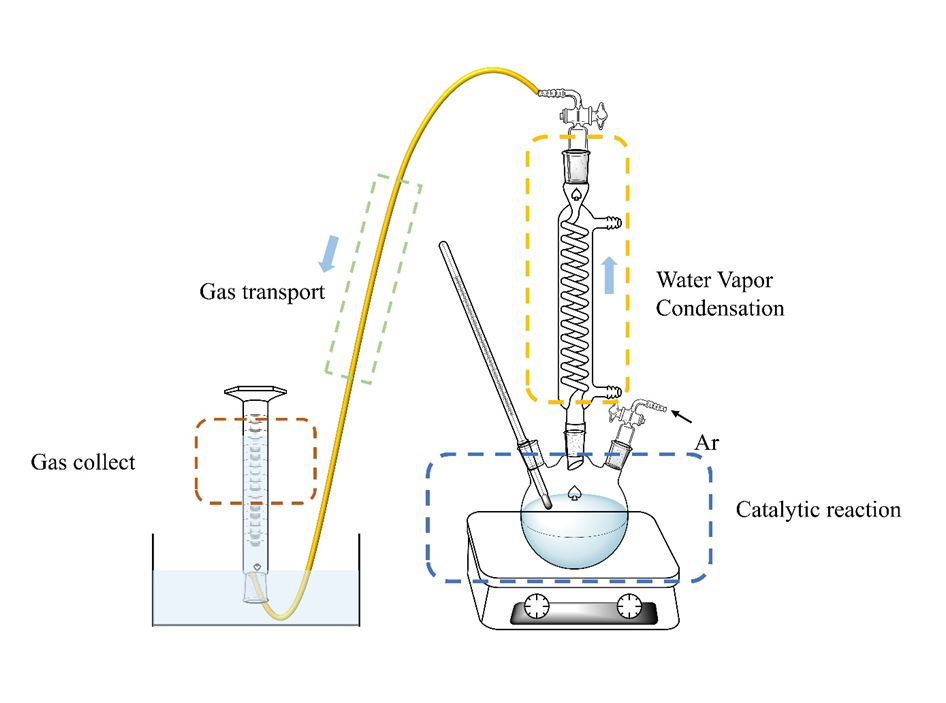 Gas transport
Water Vapor
Condensation
Ar
Gas collect
Catalytic reaction